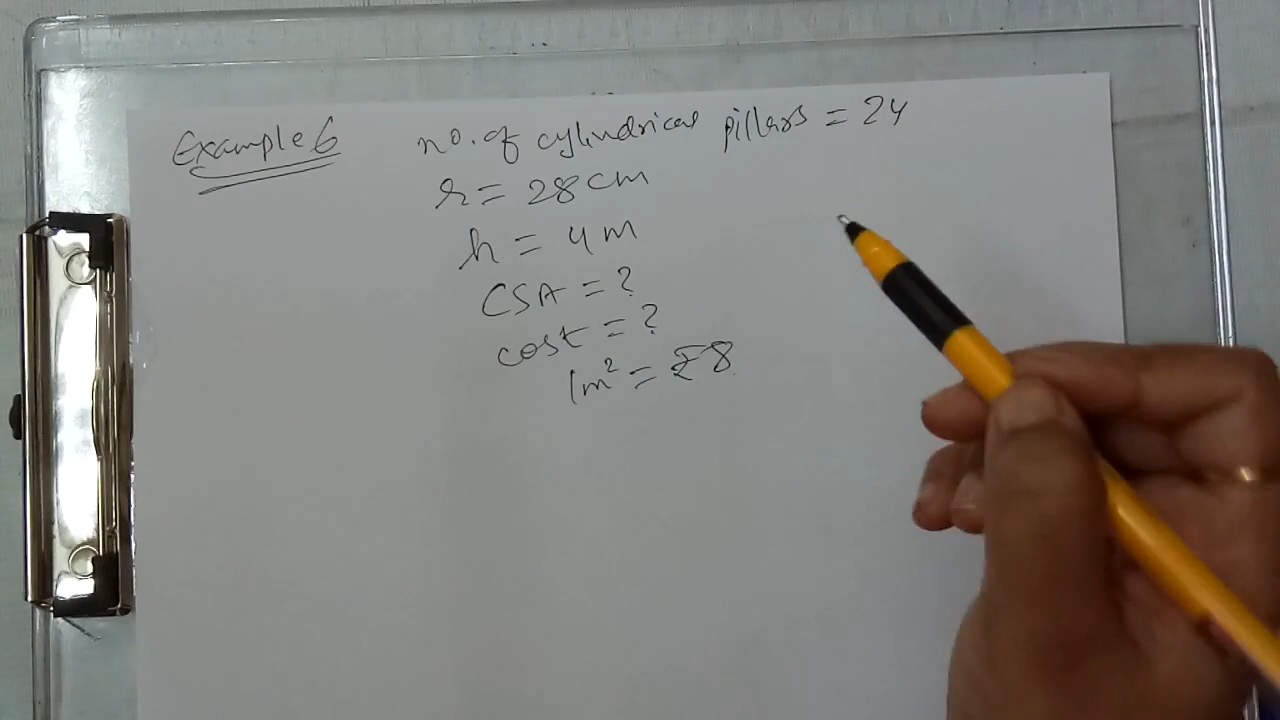 Example 6
no. of cylindrical pillars = 24
r = 28 cm
h = 4 m
CSA = ?
cost = ?
1m² = ₹8